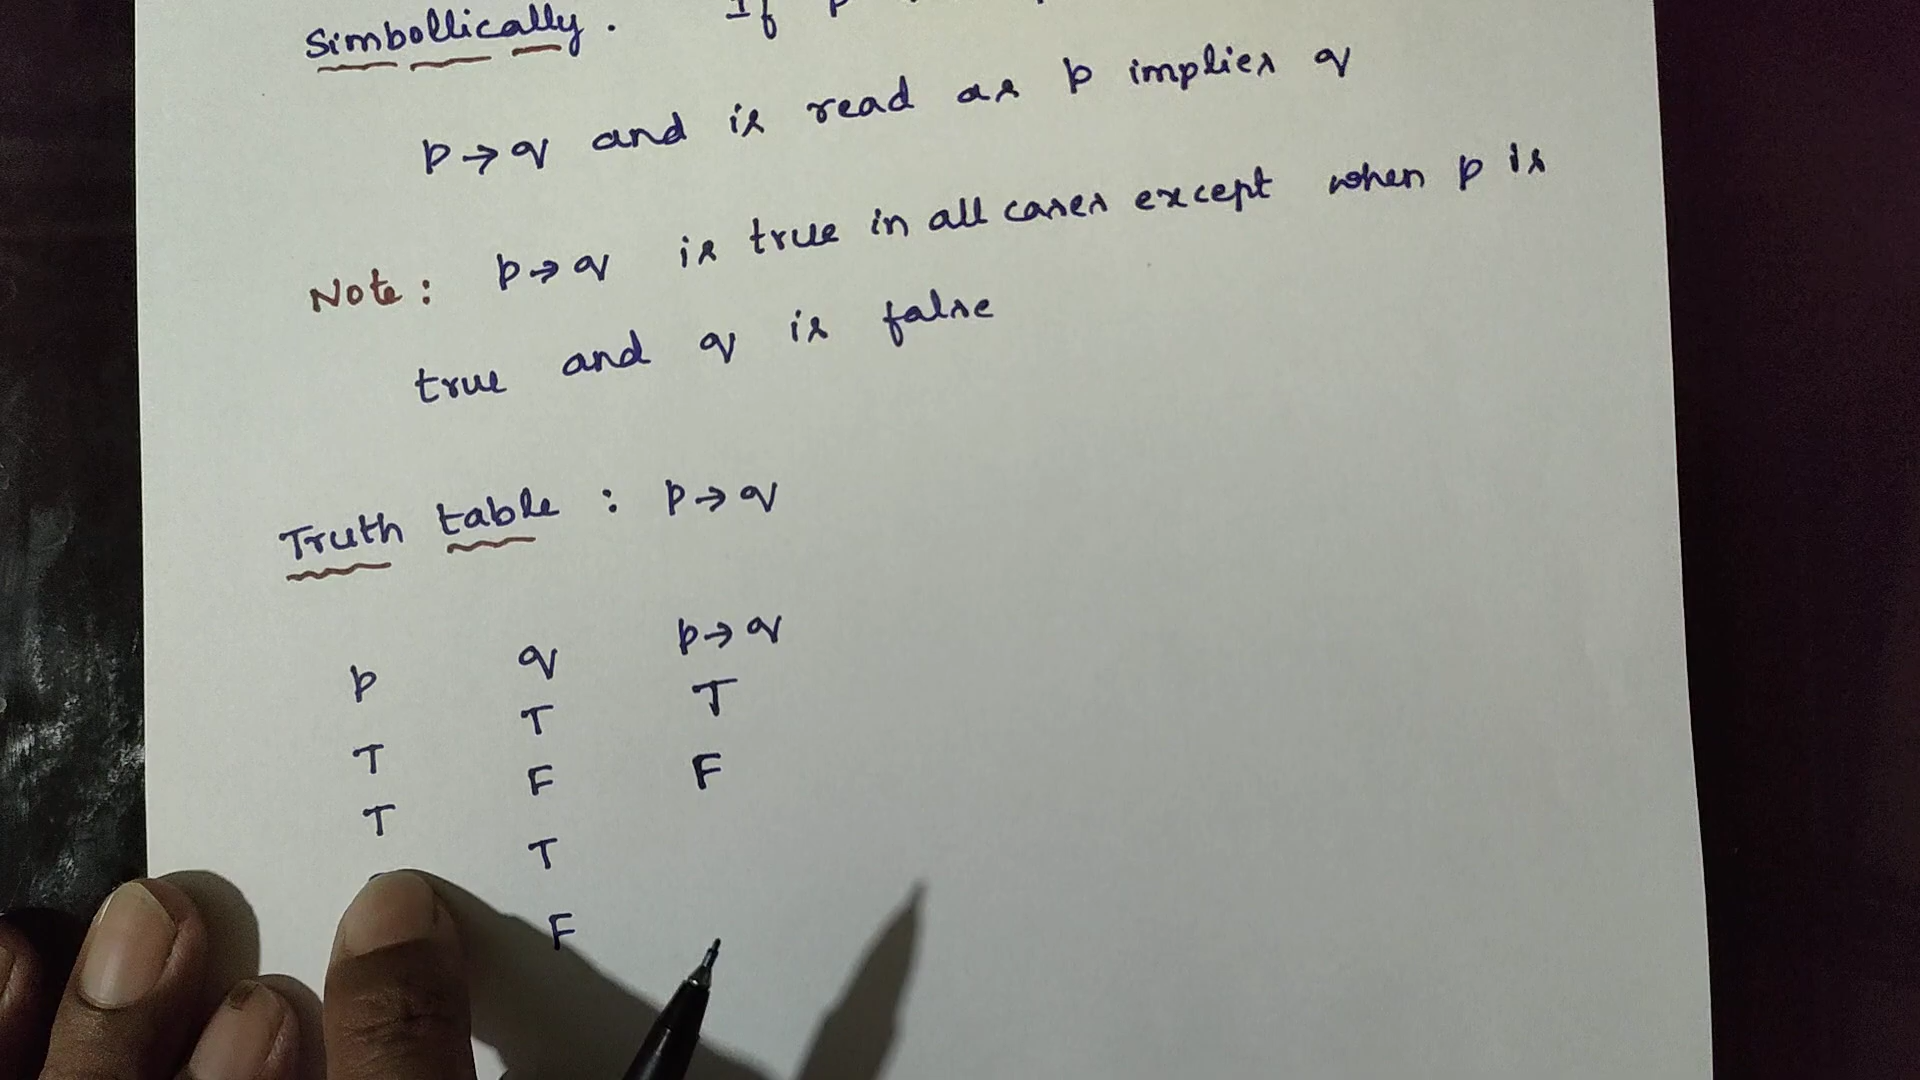 Simbollically. If p
p→q and is read as p implies q
Note: p→q is true in all cases except when p is
true and q is false
Truth table : p→q
p q p→q
T T T
T F F
T
F